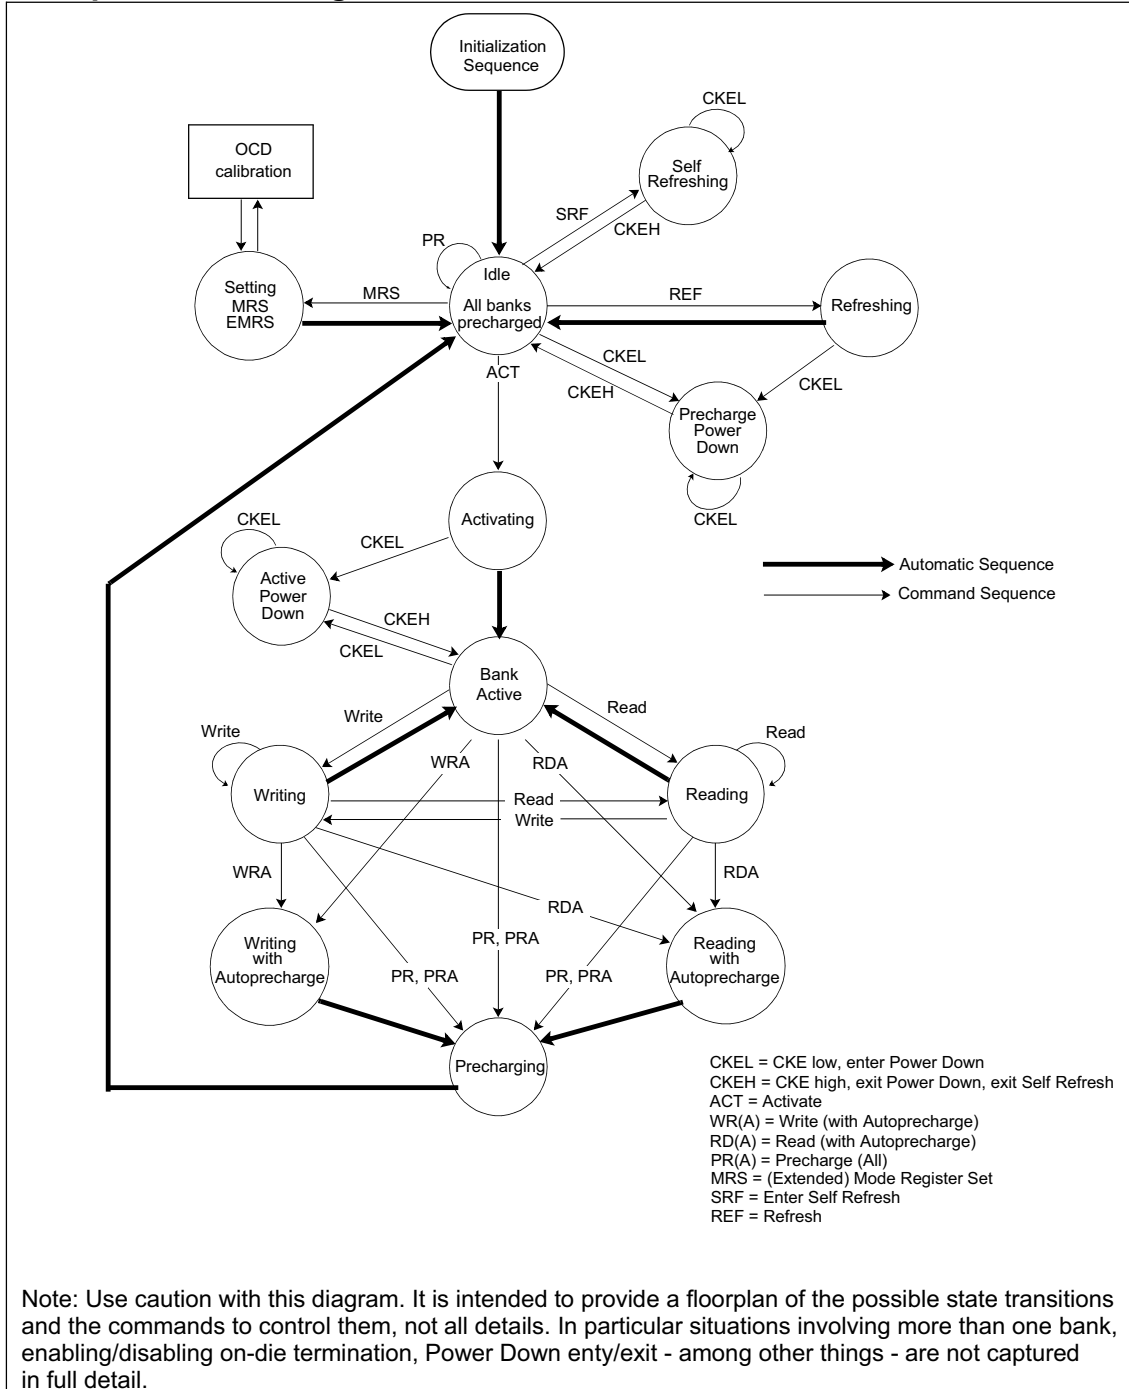 Initialization
Sequence
CKEL
OCD
calibration
Self
Refreshing
SRF
CKEH
PR
Idle
Setting
MRS
EMRS
MRS
All banks
precharged
REF
Refreshing
CKEL
CKEH
ACT
CKEL
Precharge
Power
Down
CKEL
Activating
CKEL
CKEL
Active
Power
Down
CKEH
CKEL
Automatic Sequence
Command Sequence
Bank
Active
Write
Read
Write
Read
WRA
RDA
Writing
Read
Write
Reading
WRA
RDA
RDA
Writing
with
Autoprecharge
PR, PRA
Reading
with
Autoprecharge
PR, PRA
PR, PRA
Precharging
CKEL = CKE low, enter Power Down
CKEH = CKE high, exit Power Down, exit Self Refresh
ACT = Activate
WR(A) = Write (with Autoprecharge)
RD(A) = Read (with Autoprecharge)
PR(A) = Precharge (All)
MRS = (Extended) Mode Register Set
SRF = Enter Self Refresh
REF = Refresh
Note: Use caution with this diagram. It is intended to provide a floorplan of the possible state transitions
and the commands to control them, not all details. In particular situations involving more than one bank,
enabling/disabling on-die termination, Power Down enty/exit - among other things - are not captured
in full detail.